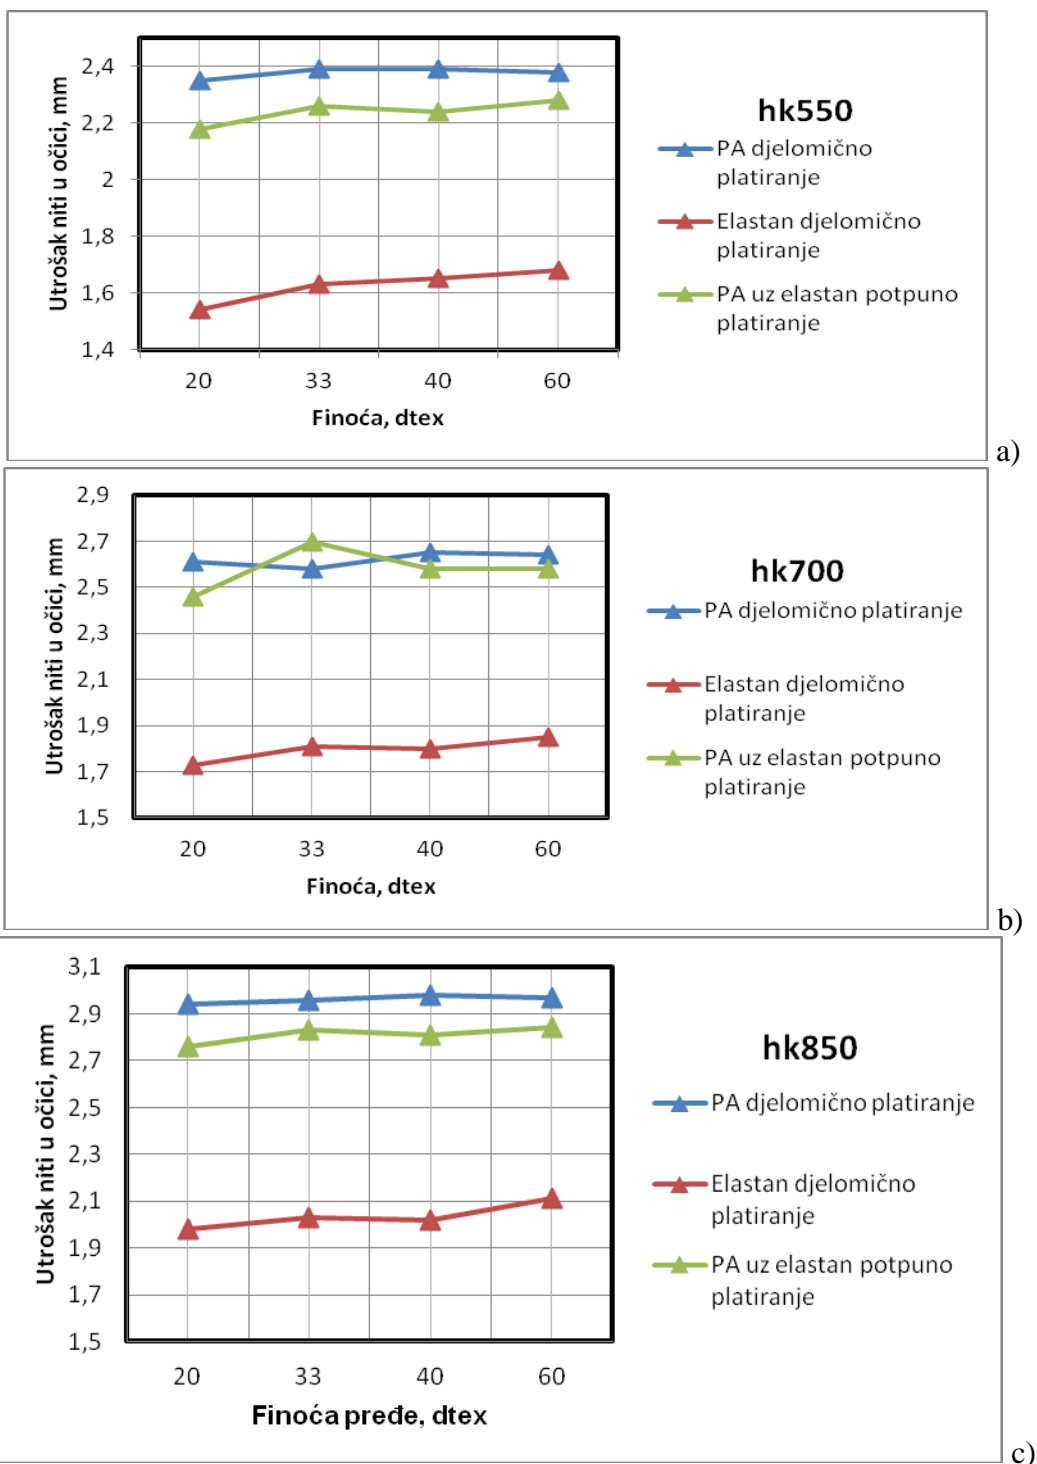 2,4
2,2
2
1,8
1,6
1,4
Utrošak niti u očici, mm
20 33 40 60
Finoća, dtex
hk550
PA djelomično
platiranje
Elastan djelomično
platiranje
PA uz elastan potpuno
platiranje
a)
2,9
2,7
2,5
2,3
2,1
1,9
1,7
1,5
Utrošak niti u očici, mm
20 33 40 60
Finoća, dtex
hk700
PA djelomično platiranje
Elastan djelomično
platiranje
PA uz elastan potpuno
platiranje
b)
3,1
2,9
2,7
2,5
2,3
2,1
1,9
1,7
1,5
Utrošak niti u očici, mm
20 33 40 60
Finoća pređe, dtex
hk850
PA djelomično platiranje
Elastan djelomično
platiranje
PA uz elastan potpuno
platiranje
c)